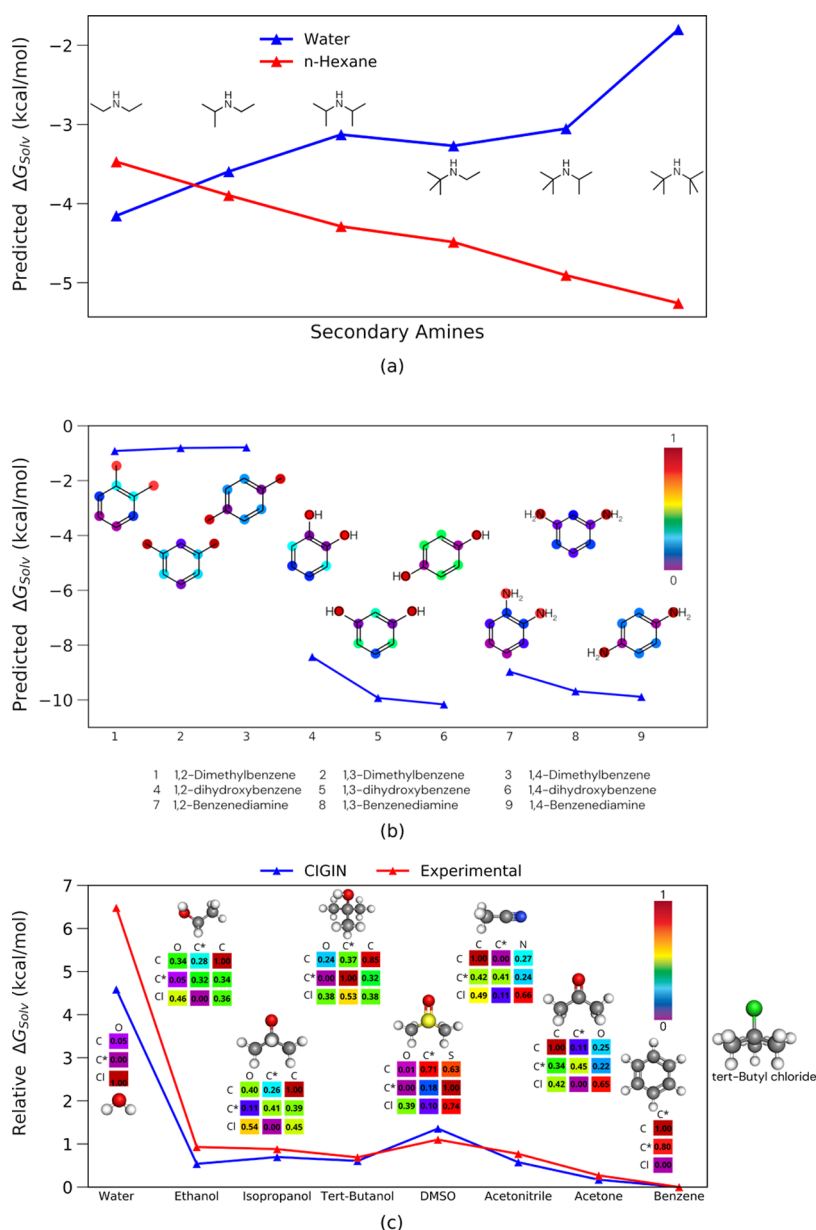 Predicted ΔG_Solv (kcal/mol)
−2
−3
−4
−5
Water
n-Hexane
H
N
H
N
H
N
H
N
H
N
H
N
Secondary Amines
(a)
Predicted ΔG_Solv (kcal/mol)
0
−2
−4
−6
−8
−10
1
0
OH
OH
OH
HO
HO
OH
H₂N
NH₂
NH₂
NH₂
NH₂
H₂N
1 2 3 4 5 6 7 8 9
1 1,2-Dimethylbenzene 2 1,3-Dimethylbenzene 3 1,4-Dimethylbenzene
4 1,2-dihydroxybenzene 5 1,3-dihydroxybenzene 6 1,4-dihydroxybenzene
7 1,2-Benzenediamine 8 1,3-Benzenediamine 9 1,4-Benzenediamine
(b)
CIGIN Experimental
Relative ΔG_Solv (kcal/mol)
7
6
5
4
3
2
1
0
O
C 0.05
C* 0.00
Cl 1.00
O C* C
C 0.34 0.28 1.00
C* 0.05 0.32 0.34
Cl 0.46 0.00 0.36
O C* C
C 0.40 0.26 1.00
C* 0.11 0.41 0.39
Cl 0.54 0.00 0.45
O C* C
C 0.24 0.37 0.85
C* 0.00 1.00 0.32
Cl 0.38 0.53 0.38
O C* S
C 0.01 0.71 0.63
C* 0.00 0.18 1.00
Cl 0.39 0.10 0.74
C C* N
C 1.00 0.00 0.27
C* 0.42 0.41 0.24
Cl 0.49 0.11 0.66
C C* O
C 1.00 0.11 0.25
C* 0.34 0.45 0.22
Cl 0.42 0.00 0.65
C*
C 1.00
C* 0.80
Cl 0.00
1
0
tert-Butyl chloride
Water Ethanol Isopropanol Tert-Butanol DMSO Acetonitrile Acetone Benzene
(c)